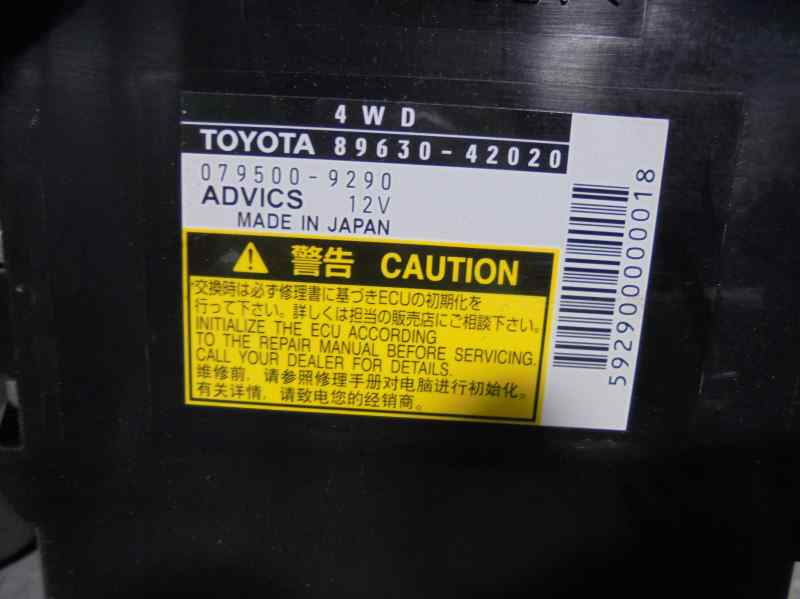 4WD
TOYOTA 89630-42020
079500-9290
ADVICS 12V
MADE IN JAPAN
警告 CAUTION
交換時は必ず修理書に基づきECUの初期化を
行って下さい。詳しくは担当の販売店にご相談下さい。
INITIALIZE THE ECU ACCORDING
TO THE REPAIR MANUAL BEFORE SERVICING.
CALL YOUR DEALER FOR DETAILS.
维修前，请参照修理手册对电脑进行初始化。
有关详情，请致电您的经销商。
5929000000018